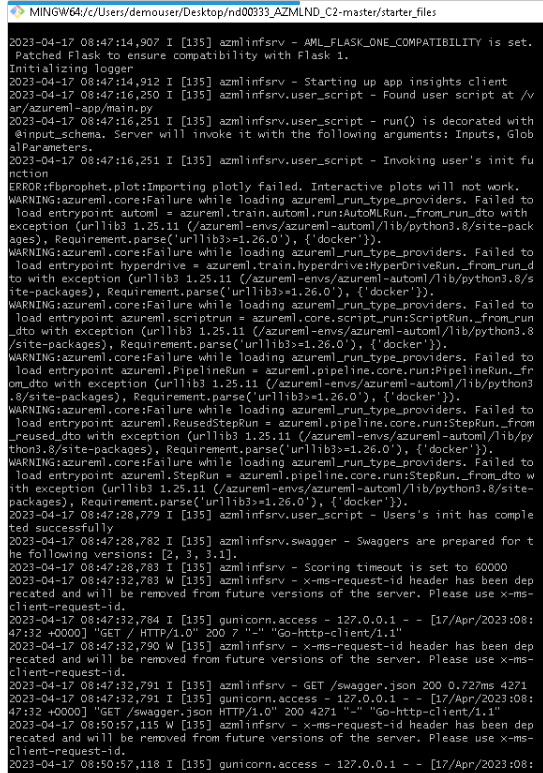 MINGW64:/c/Users/demouser/Desktop/nd00333_AZMLND_C2-master/starter_files
2023-04-17 08:47:14,907 I [135] azmlinfsrv - AML_FLASK_ONE_COMPATIBILITY is set.
 Patched Flask to ensure compatibility with Flask 1.
Initializing logger
2023-04-17 08:47:14,912 I [135] azmlinfsrv - Starting up app insights client
2023-04-17 08:47:16,250 I [135] azmlinfsrv.user_script - Found user script at /v
ar/azureml-app/main.py
2023-04-17 08:47:16,251 I [135] azmlinfsrv.user_script - run() is decorated with
 @input_schema. Server will invoke it with the following arguments: Inputs, Glob
alParameters.
2023-04-17 08:47:16,251 I [135] azmlinfsrv.user_script - Invoking user's init fu
nction
ERROR:fbprophet.plot:Importing plotly failed. Interactive plots will not work.
WARNING:azureml.core:Failure while loading azureml_run_type_providers. Failed to
 load entrypoint automl = azureml.train.automl.run:AutoMLRun._from_run_dto with
exception (urllib3 1.25.11 (/azureml-envs/azureml-automl/lib/python3.8/site-pack
ages), Requirement.parse('urllib3>=1.26.0'), {'docker'}).
WARNING:azureml.core:Failure while loading azureml_run_type_providers. Failed to
 load entrypoint hyperdrive = azureml.train.hyperdrive:HyperDriveRun._from_run_d
to with exception (urllib3 1.25.11 (/azureml-envs/azureml-automl/lib/python3.8/s
ite-packages), Requirement.parse('urllib3>=1.26.0'), {'docker'}).
WARNING:azureml.core:Failure while loading azureml_run_type_providers. Failed to
 load entrypoint azureml.scriptrun = azureml.core.script_run:ScriptRun._from_run
_dto with exception (urllib3 1.25.11 (/azureml-envs/azureml-automl/lib/python3.8
/site-packages), Requirement.parse('urllib3>=1.26.0'), {'docker'}).
WARNING:azureml.core:Failure while loading azureml_run_type_providers. Failed to
 load entrypoint azureml.PipelineRun = azureml.pipeline.core.run:PipelineRun._fr
om_dto with exception (urllib3 1.25.11 (/azureml-envs/azureml-automl/lib/python3
.8/site-packages), Requirement.parse('urllib3>=1.26.0'), {'docker'}).
WARNING:azureml.core:Failure while loading azureml_run_type_providers. Failed to
 load entrypoint azureml.ReusedStepRun = azureml.pipeline.core.run:StepRun._from
_reused_dto with exception (urllib3 1.25.11 (/azureml-envs/azureml-automl/lib/py
thon3.8/site-packages), Requirement.parse('urllib3>=1.26.0'), {'docker'}).
WARNING:azureml.core:Failure while loading azureml_run_type_providers. Failed to
 load entrypoint azureml.StepRun = azureml.pipeline.core.run:StepRun._from_dto w
ith exception (urllib3 1.25.11 (/azureml-envs/azureml-automl/lib/python3.8/site-
packages), Requirement.parse('urllib3>=1.26.0'), {'docker'}).
2023-04-17 08:47:28,779 I [135] azmlinfsrv.user_script - Users's init has comple
ted successfully
2023-04-17 08:47:28,782 I [135] azmlinfsrv.swagger - Swaggers are prepared for t
he following versions: [2, 3, 3.1].
2023-04-17 08:47:28,783 I [135] azmlinfsrv - Scoring timeout is set to 60000
2023-04-17 08:47:32,783 W [135] azmlinfsrv - x-ms-request-id header has been dep
recated and will be removed from future versions of the server. Please use x-ms-
client-request-id.
2023-04-17 08:47:32,784 I [135] gunicorn.access - 127.0.0.1 - - [17/Apr/2023:08:
47:32 +0000] "GET / HTTP/1.0" 200 7 "-" "Go-http-client/1.1"
2023-04-17 08:47:32,790 W [135] azmlinfsrv - x-ms-request-id header has been dep
recated and will be removed from future versions of the server. Please use x-ms-
client-request-id.
2023-04-17 08:47:32,791 I [135] azmlinfsrv - GET /swagger.json 200 0.727ms 4271
2023-04-17 08:47:32,791 I [135] gunicorn.access - 127.0.0.1 - - [17/Apr/2023:08:
47:32 +0000] "GET /swagger.json HTTP/1.0" 200 4271 "-" "Go-http-client/1.1"
2023-04-17 08:50:57,115 W [135] azmlinfsrv - x-ms-request-id header has been dep
recated and will be removed from future versions of the server. Please use x-ms-
client-request-id.
2023-04-17 08:50:57,118 I [135] gunicorn.access - 127.0.0.1 - - [17/Apr/2023:08: